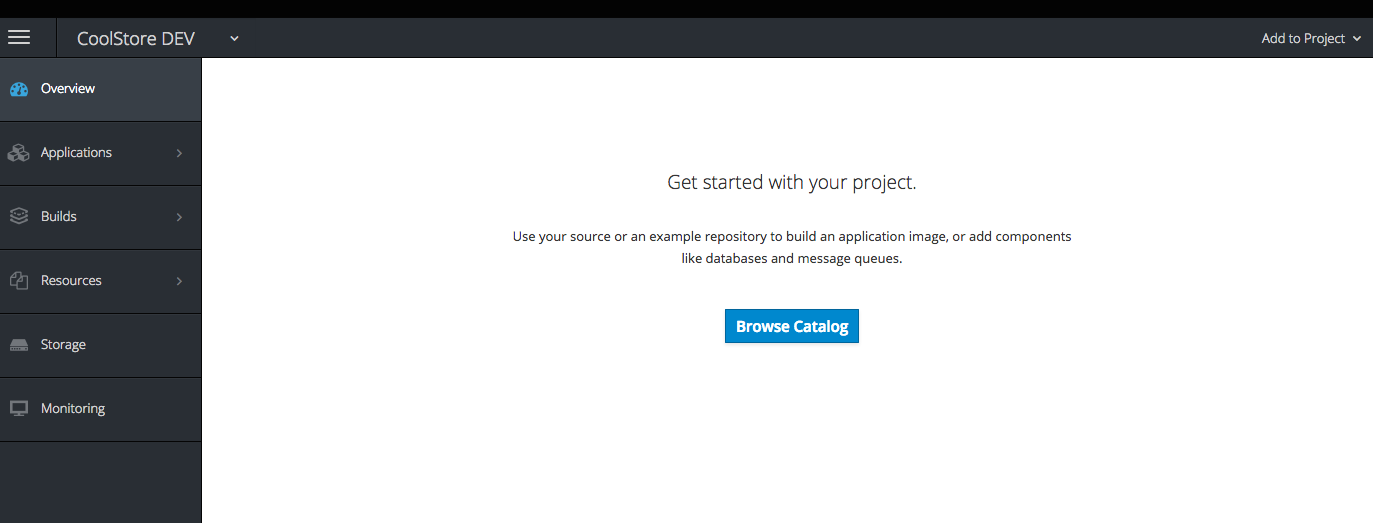 CoolStore DEV
Add to Project
Overview
Applications
Builds
Resources
Storage
Monitoring
Get started with your project.
Use your source or an example repository to build an application image, or add components
like databases and message queues.
Browse Catalog